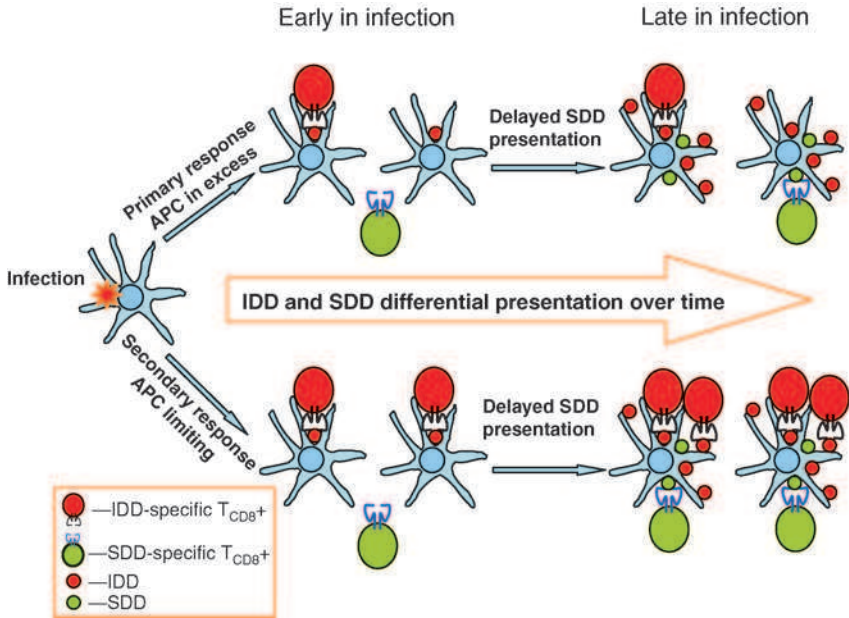 Early in infection
Late in infection
Primary response
APC in excess
Delayed SDD
presentation
Infection
IDD and SDD differential presentation over time
Secondary response
APC limiting
Delayed SDD
presentation
—IDD-specific TCD8+
—SDD-specific TCD8+
—IDD
—SDD